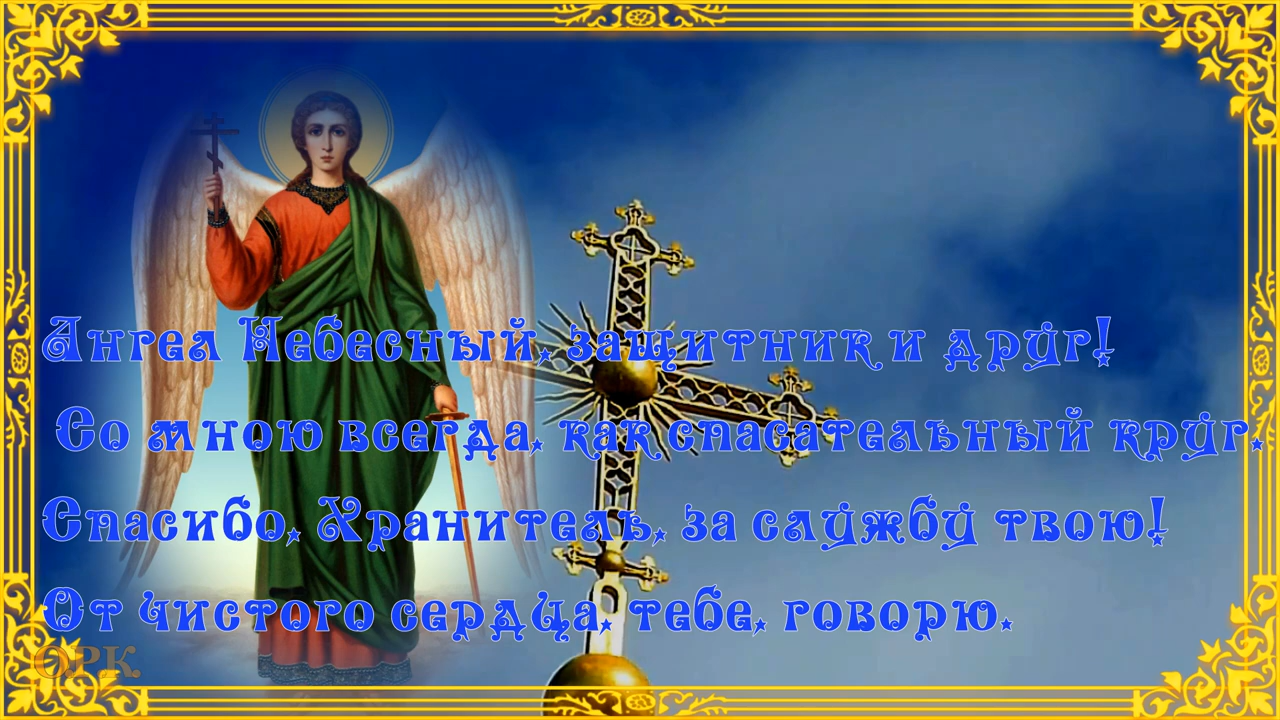 Ангел Небесный, защитник и друг!
Со мною всегда, как спасательный круг.
Спасибо, Хранитель, за службу твою!
От чистого сердца, тебе, говорю.
ОРК